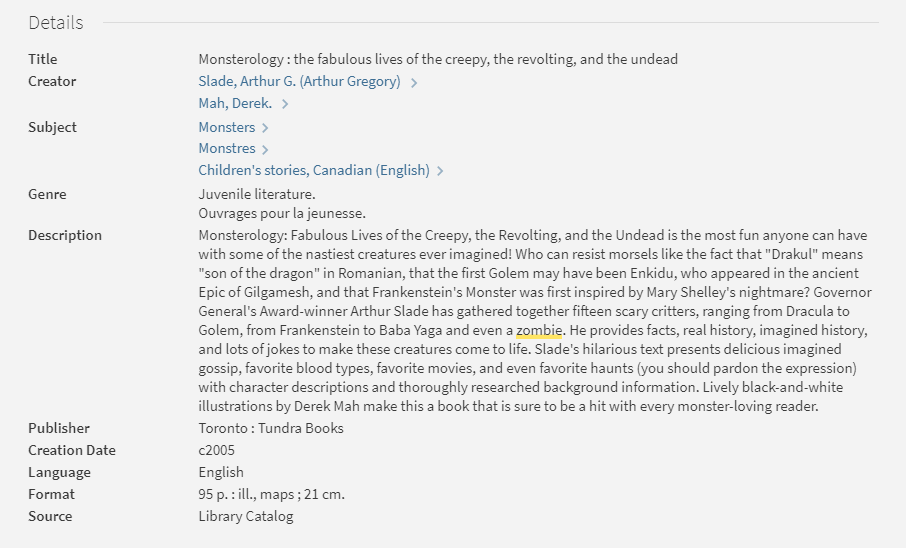 Details
Title Monsterology : the fabulous lives of the creepy, the revolting, and the undead
Creator Slade, Arthur G. (Arthur Gregory)
Mah, Derek.
Subject Monsters
Monstres
Children's stories, Canadian (English)
Genre Juvenile literature.
Ouvrages pour la jeunesse.
Description Monsterology: Fabulous Lives of the Creepy, the Revolting, and the Undead is the most fun anyone can have
with some of the nastiest creatures ever imagined! Who can resist morsels like the fact that "Drakul" means
"son of the dragon" in Romanian, that the first Golem may have been Enkidu, who appeared in the ancient
Epic of Gilgamesh, and that Frankenstein's Monster was first inspired by Mary Shelley's nightmare? Governor
General's Award-winner Arthur Slade has gathered together fifteen scary critters, ranging from Dracula to
Golem, from Frankenstein to Baba Yaga and even a zombie. He provides facts, real history, imagined history,
and lots of jokes to make these creatures come to life. Slade's hilarious text presents delicious imagined
gossip, favorite blood types, favorite movies, and even favorite haunts (you should pardon the expression)
with character descriptions and thoroughly researched background information. Lively black-and-white
illustrations by Derek Mah make this a book that is sure to be a hit with every monster-loving reader.
Publisher Toronto : Tundra Books
Creation Date c2005
Language English
Format 95 p. : ill., maps ; 21 cm.
Source Library Catalog